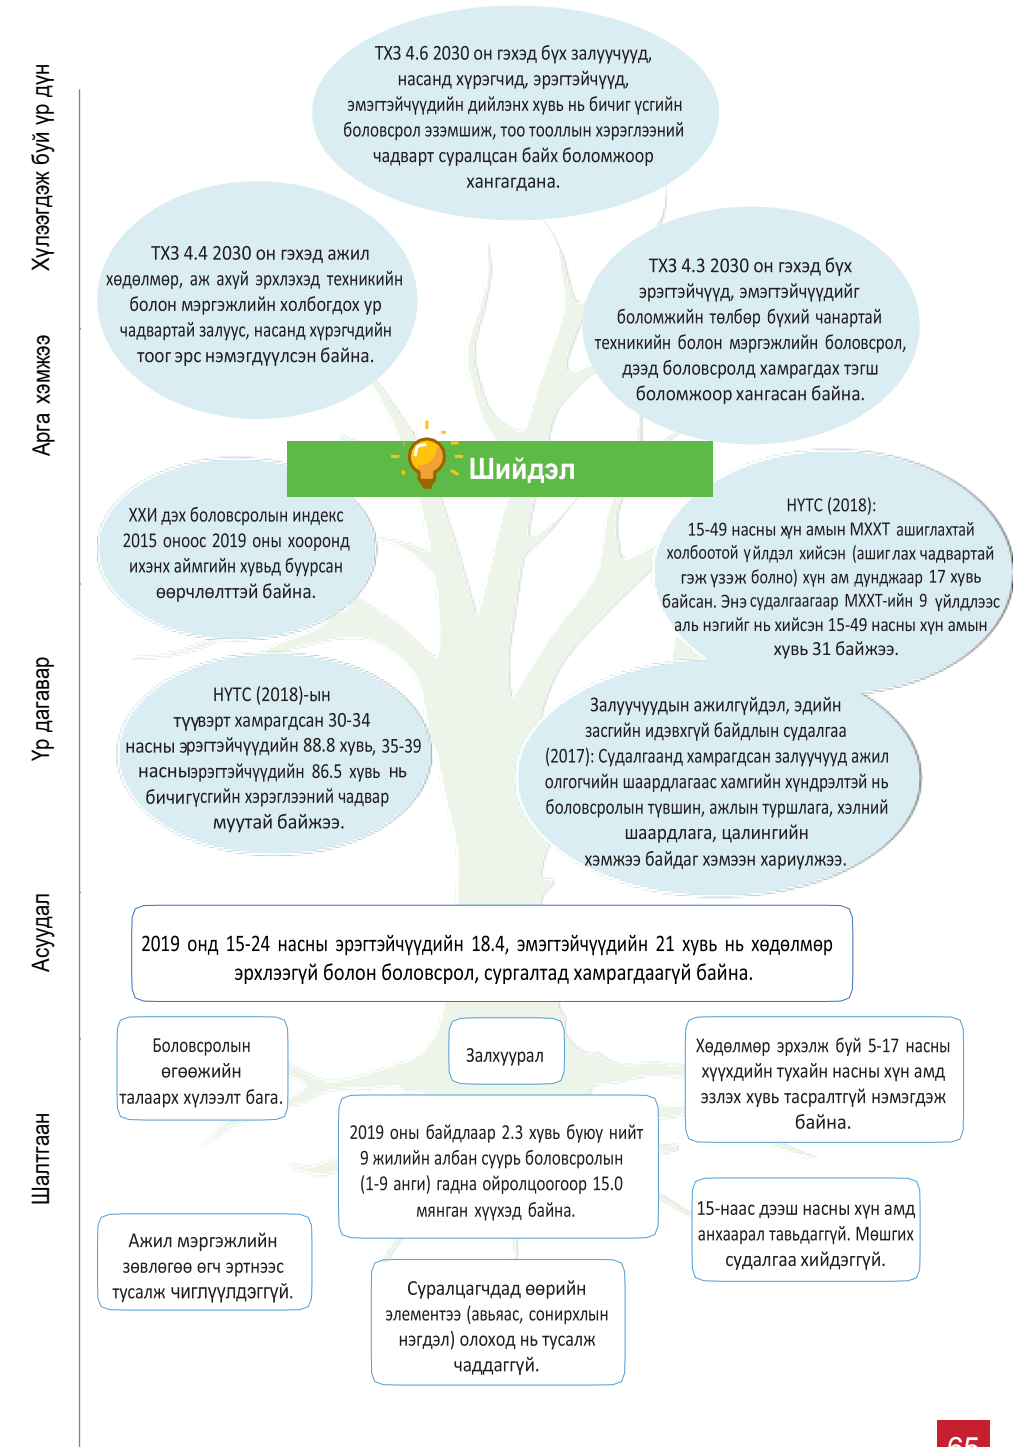 Хүлээгдэж буй үр дүн
ТХЗ 4.6 2030 он гэхэд бүх залуучууд,
насанд хүрэгчид, эрэгтэйчүүд,
эмэгтэйчүүдийн дийлэнх хувь нь бичиг үсгийн
боловсрол эзэмшиж, тоо тооллын хэрэглээний
чадварт суралцсан байх боломжоор
хангагдана.
ТХЗ 4.4 2030 он гэхэд ажил
хөдөлмөр, аж ахуй эрхлэхэд техникийн
болон мэргэжлийн холбогдох ур
чадвартай залуус, насанд хүрэгчдийн
тоог эрс нэмэгдүүлсэн байна.
ТХЗ 4.3 2030 он гэхэд бүх
эрэгтэйчүүд, эмэгтэйчүүдийг
боломжийн төлбөр бүхий чанартай
техникийн болон мэргэжлийн боловсрол,
дээд боловсролд хамрагдах тэгш
боломжоор хангасан байна.
Арга хэмжээ
Шийдэл
ХХИ дэх боловсролын индекс
2015 оноос 2019 оны хооронд
ихэнх аймгийн хувьд буурсан
өөрчлөлттэй байна.
НҮТС (2018):
15-49 насны хүн амын МХХТ ашиглахтай
холбоотой үйлдэл хийсэн (ашиглах чадвартай
гэж үзэж болно) хүн ам дунджаар 17 хувь
байсан. Энэ судалгаагаар МХХТ-ийн 9 үйлдлээс
аль нэгийг нь хийсэн 15-49 насны хүн амын
хувь 31 байжээ.
Үр дагавар
НҮТС (2018)-ын
түүвэрт хамрагдсан 30-34
насны эрэгтэйчүүдийн 88.8 хувь, 35-39
насны эрэгтэйчүүдийн 86.5 хувь нь
бичиг үсгийн хэрэглээний чадвар
муутай байжээ.
Залуучуудын ажилгүйдэл, эдийн
засгийн идэвхгүй байдлын судалгаа
(2017): Судалгаанд хамрагдсан залуучууд ажил
олгогчийн шаардлагаас хамгийн хүндрэлтэй нь
боловсролын түвшин, ажлын туршлага, хэлний
шаардлага, цалингийн
хэмжээ байдаг хэмээн хариулжээ.
Асуудал
2019 онд 15-24 насны эрэгтэйчүүдийн 18.4, эмэгтэйчүүдийн 21 хувь нь хөдөлмөр
эрхлээгүй болон боловсрол, сургалтад хамрагдаагүй байна.
Шалтгаан
Боловсролын
өгөөжийн
талаарх хүлээлт бага.
Залхуурал
Хөдөлмөр эрхэлж буй 5-17 насны
хүүхдийн тухайн насны хүн амд
эзлэх хувь тасралтгүй нэмэгдэж
байна.
2019 оны байдлаар 2.3 хувь буюу нийт
9 жилийн албан суурь боловсролын
(1-9 анги) гадна ойролцоогоор 15.0
мянган хүүхэд байна.
15-наас дээш насны хүн амд
анхаарал тавьдаггүй. Мөшгих
судалгаа хийдэггүй.
Ажил мэргэжлийн
зөвлөгөө өгч эртнээс
тусалж чиглүүлдэггүй.
Суралцагчдад өөрийн
элементээ (авьяас, сонирхлын
нэгдэл) олоход нь тусалж
чаддаггүй.
65